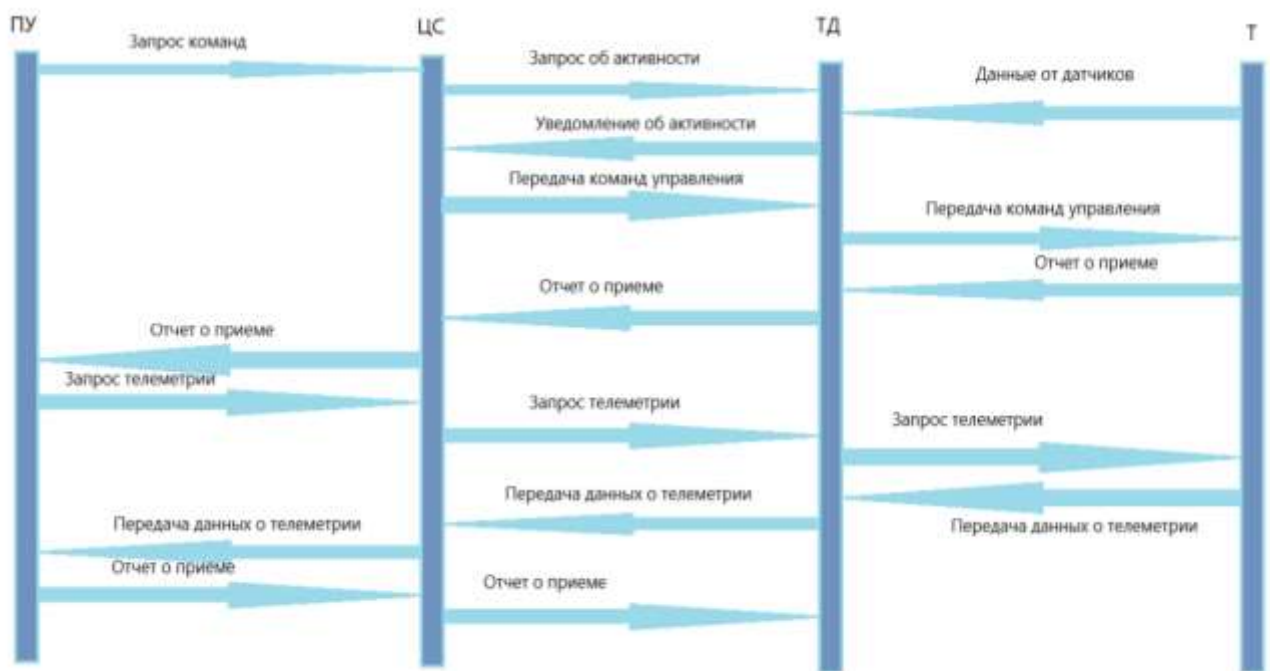 ПУ
ЦС
ТД
Т
Запрос команд
Запрос об активности
Данные от датчиков
Уведомление об активности
Передача команд управления
Передача команд управления
Отчет о приеме
Отчет о приеме
Отчет о приеме
Запрос телеметрии
Запрос телеметрии
Запрос телеметрии
Передача данных о телеметрии
Передача данных о телеметрии
Передача данных о телеметрии
Отчет о приеме
Отчет о приеме